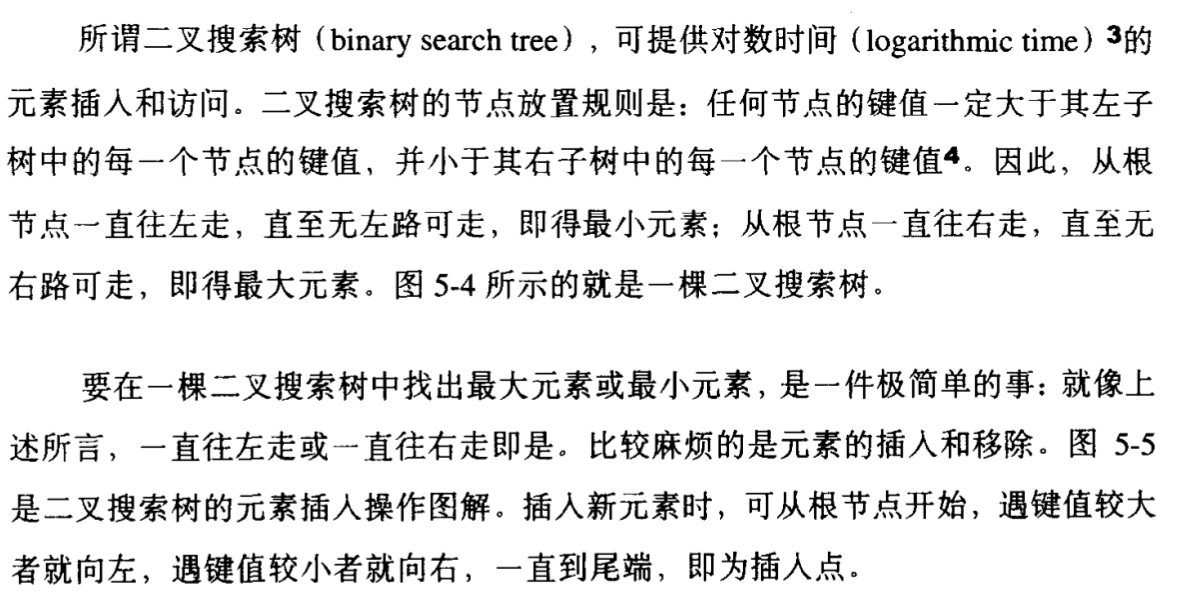 所谓二叉搜索树（binary search tree），可提供对数时间（logarithmic time）3的
元素插入和访问。二叉搜索树的节点放置规则是：任何节点的键值一定大于其左子
树中的每一个节点的键值，并小于其右子树中的每一个节点的键值4。因此，从根
节点一直往左走，直至无左路可走，即得最小元素；从根节点一直往右走，直至无
右路可走，即得最大元素。图 5-4 所示的就是一棵二叉搜索树。
要在一棵二叉搜索树中找出最大元素或最小元素，是一件极简单的事：就像上
述所言，一直往左走或一直往右走即是。比较麻烦的是元素的插入和移除。图 5-5
是二叉搜索树的元素插入操作图解。插入新元素时，可从根节点开始，遇键值较大
者就向左，遇键值较小者就向右，一直到尾端，即为插入点。